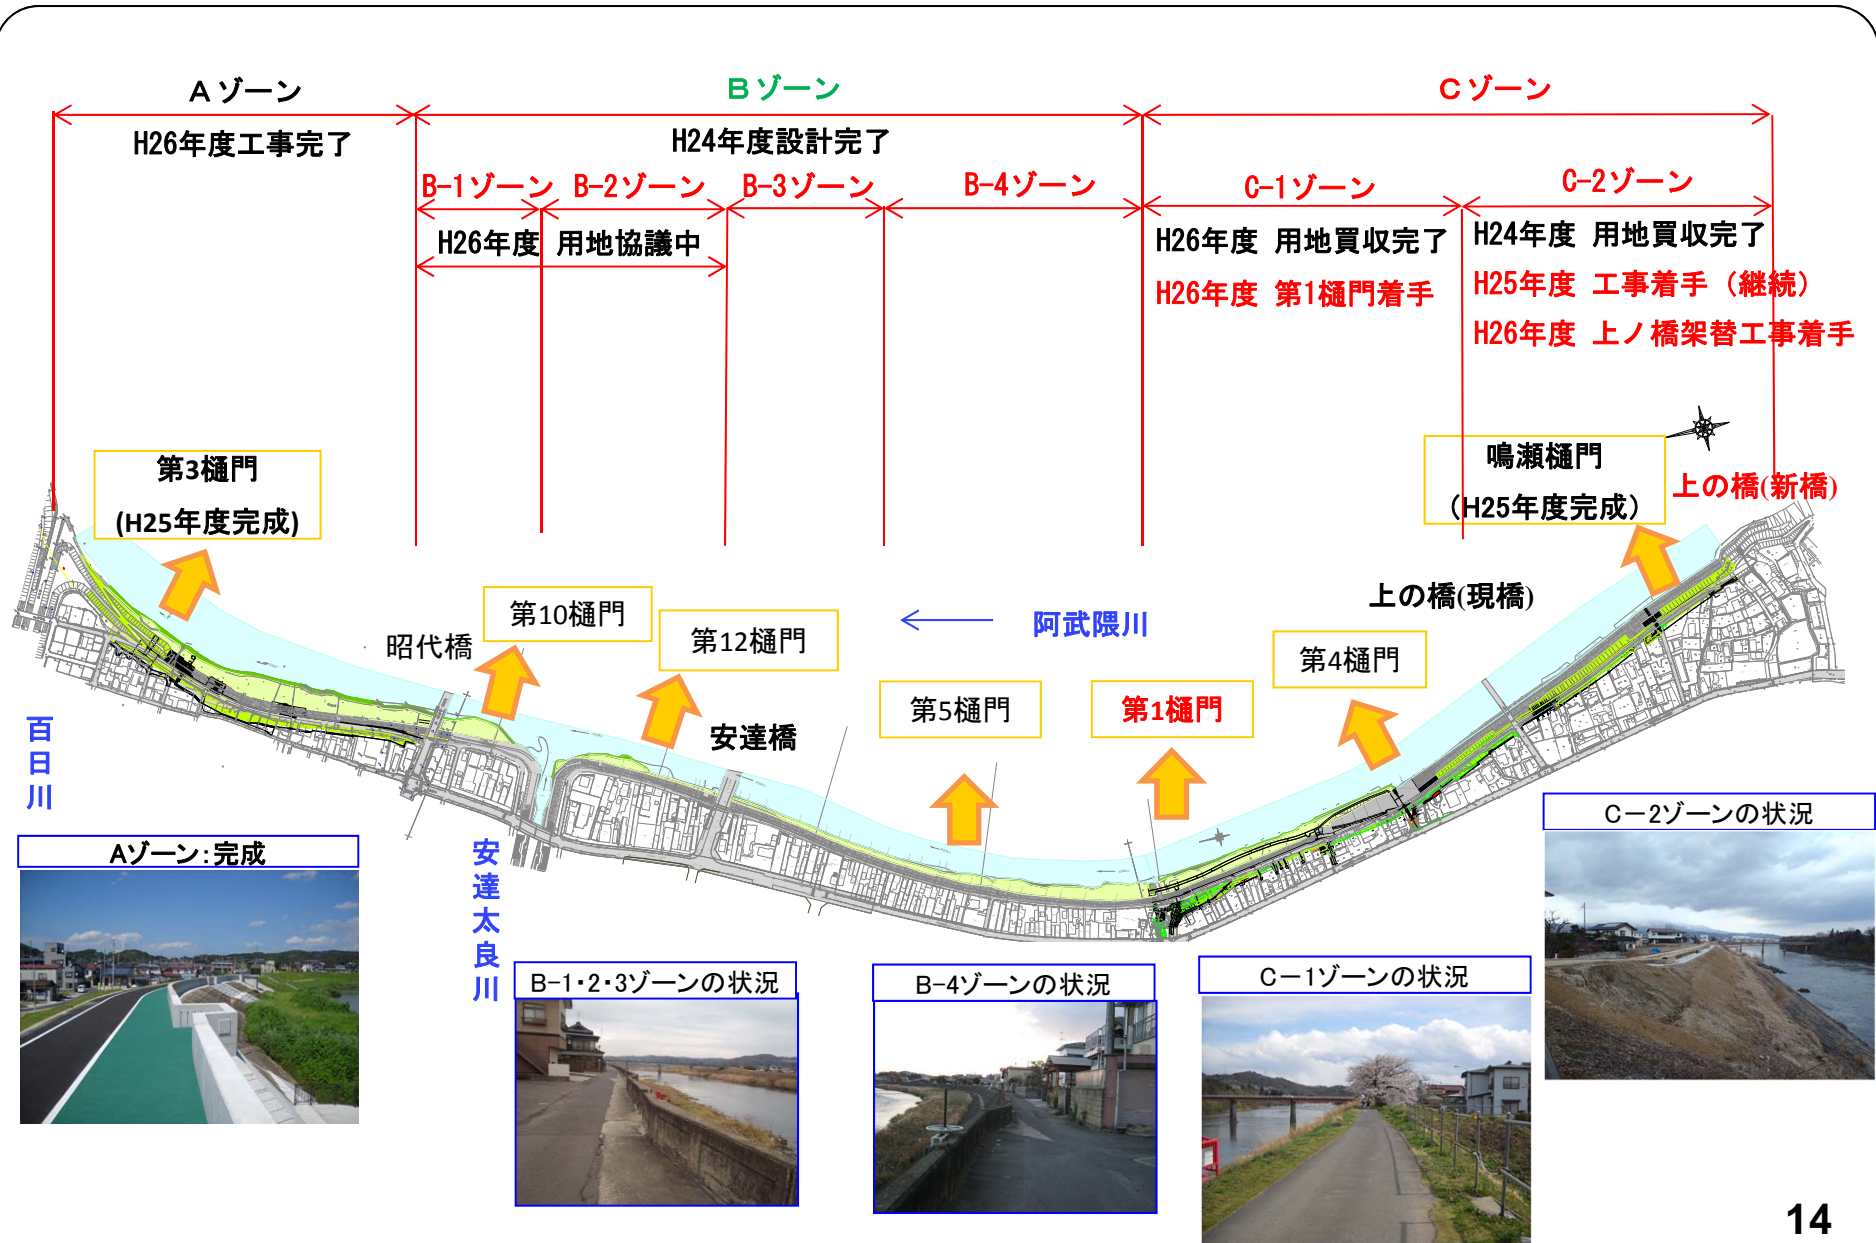 Aゾーン
Bゾーン
Cゾーン
H26年度工事完了
H24年度設計完了
B-1ゾーン
B-2ゾーン
B-3ゾーン
B-4ゾーン
C-1ゾーン
C-2ゾーン
H26年度 用地協議中
H26年度 用地買収完了
H26年度 第1樋門着手
H24年度 用地買収完了
H25年度 工事着手（継続）
H26年度 上ノ橋架替工事着手
第3樋門
(H25年度完成)
鳴瀬樋門
（H25年度完成）
上の橋(新橋)
上の橋(現橋)
第10樋門
昭代橋
第12樋門
阿武隈川
第4樋門
第5樋門
第1樋門
安達橋
百日川
安達太良川
Aゾーン：完成
B-1・2・3ゾーンの状況
B-4ゾーンの状況
C－1ゾーンの状況
C－2ゾーンの状況
14